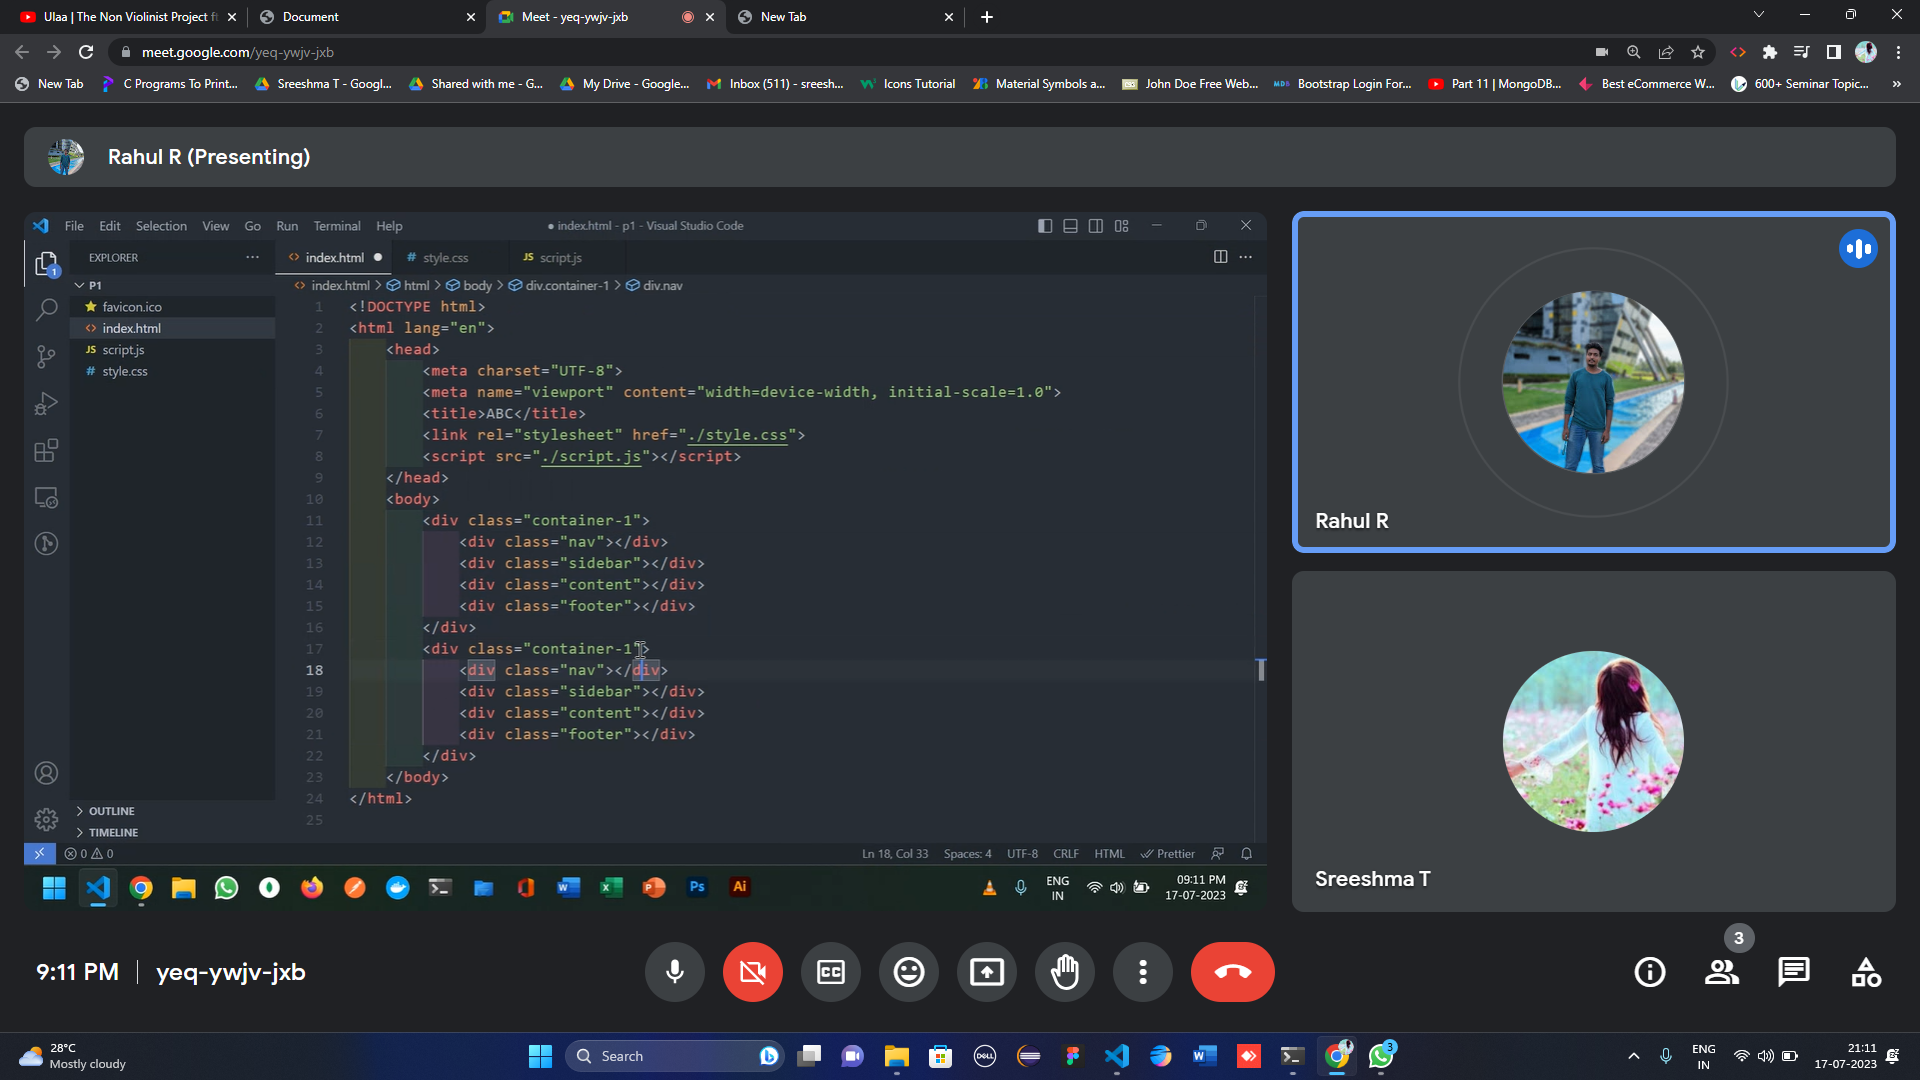 Ulaa | The Non Violinist Project ft
Document
Meet - yeq-ywjv-jxb
New Tab
meet.google.com/yeq-ywjv-jxb
New Tab
C Programs To Print...
Sreeshma T - Googl...
Shared with me - G...
My Drive - Google...
Inbox (511) - sreesh...
Icons Tutorial
Material Symbols a...
John Doe Free Web...
Bootstrap Login For...
Part 11 | MongoDB...
Best eCommerce W...
600+ Seminar Topic...
»
Rahul R (Presenting)
File Edit Selection View Go Run Terminal Help
● index.html - p1 - Visual Studio Code
EXPLORER
index.html
# style.css
JS script.js
P1
index.html > html > body > div.container-1 > div.nav
favicon.ico
index.html
JS script.js
# style.css
1 <!DOCTYPE html>
2 <html lang="en">
3 <head>
4 <meta charset="UTF-8">
5 <meta name="viewport" content="width=device-width, initial-scale=1.0">
6 <title>ABC</title>
7 <link rel="stylesheet" href="./style.css">
8 <script src="./script.js"></script>
9 </head>
10 <body>
11 <div class="container-1">
12 <div class="nav"></div>
13 <div class="sidebar"></div>
14 <div class="content"></div>
15 <div class="footer"></div>
16 </div>
17 <div class="container-1">
18 <div class="nav"></div>
19 <div class="sidebar"></div>
20 <div class="content"></div>
21 <div class="footer"></div>
22 </div>
23 </body>
24 </html>
25
OUTLINE
TIMELINE
1
0 0
Ln 18, Col 33 Spaces: 4 UTF-8 CRLF HTML Prettier
Ps
Ai
ENG
IN
09:11 PM
17-07-2023
Rahul R
Sreeshma T
9:11 PM | yeq-ywjv-jxb
CC
3
28°C
Mostly cloudy
Search
DELL
3
ENG
IN
21:11
17-07-2023